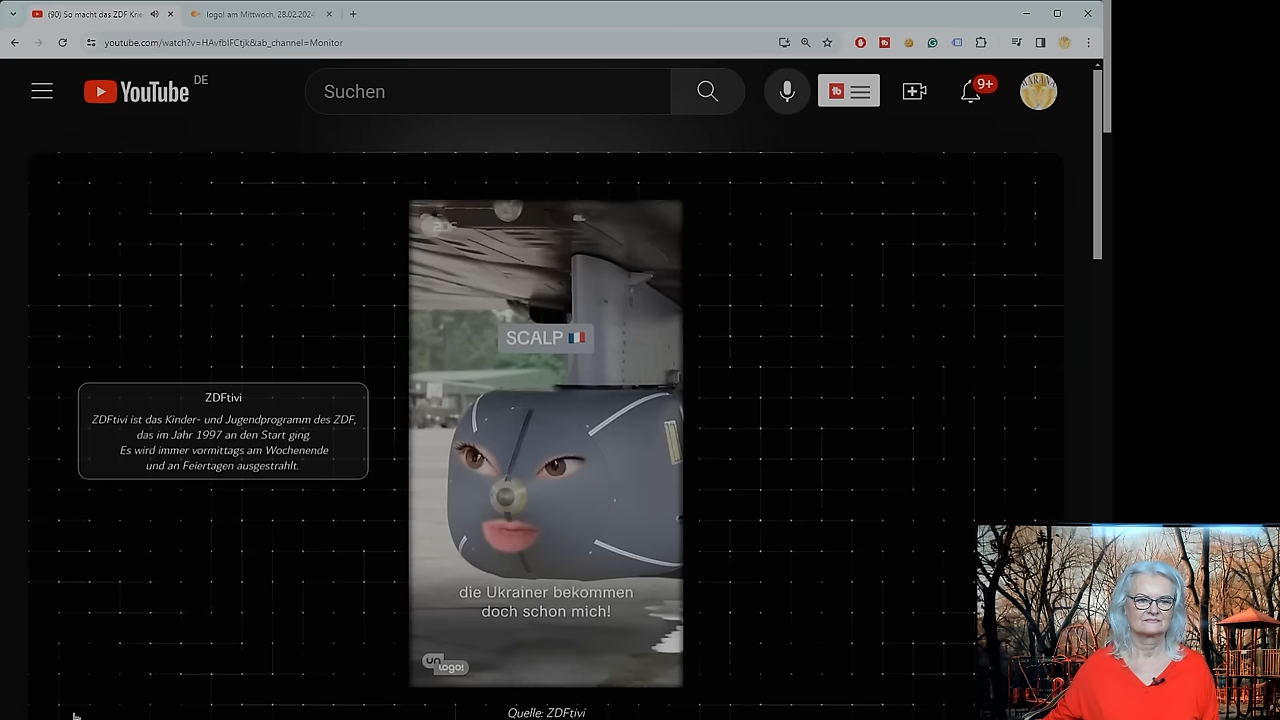 (90) So macht das ZDF Krie
logo! am Mittwoch, 28.02.2024
youtube.com/watch?v=HAvfbIFCtjk&ab_channel=Monitor
YouTube DE
Suchen
9+
ZDF
SCALP
ZDFtivi
ZDFtivi ist das Kinder- und Jugendprogramm des ZDF,
das im Jahr 1997 an den Start ging.
Es wird immer vormittags am Wochenende
und an Feiertagen ausgestrahlt.
die Ukrainer bekommen
doch schon mich!
un
logo!
Quelle: ZDFtivi